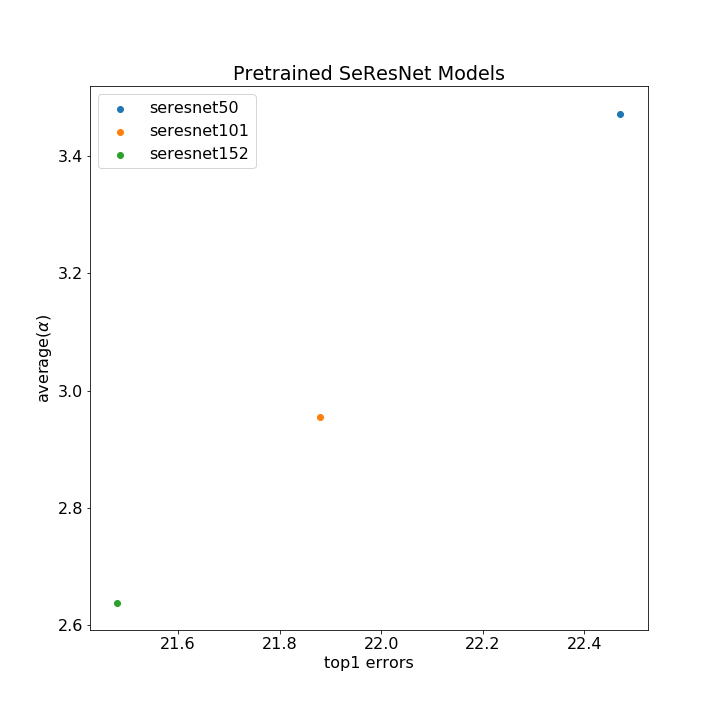 Pretrained SeResNet Models
seresnet50
seresnet101
seresnet152
3.4
3.2
3.0
2.8
2.6
average(α)
21.6 21.8 22.0 22.2 22.4
top1 errors